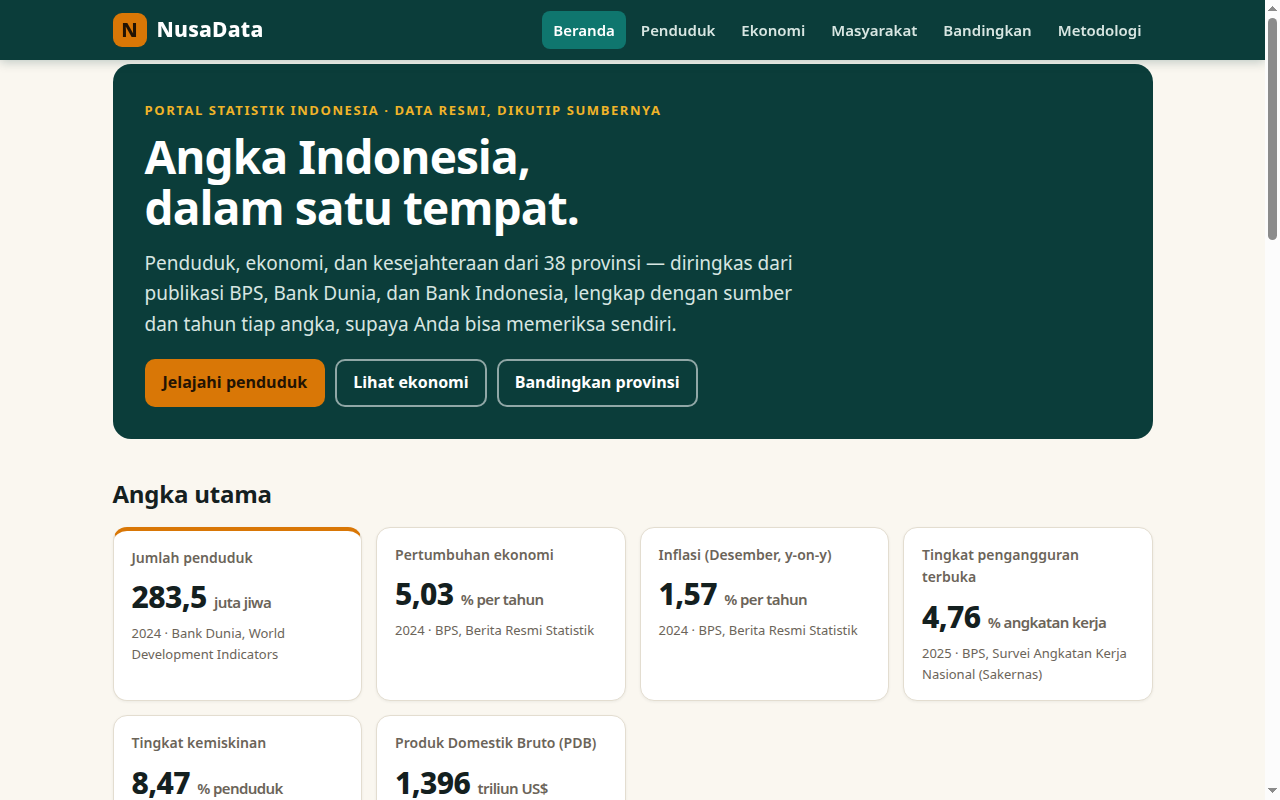 N NusaData
Beranda Penduduk Ekonomi Masyarakat Bandingkan Metodologi
PORTAL STATISTIK INDONESIA · DATA RESMI, DIKUTIP SUMBERNYA
Angka Indonesia,
dalam satu tempat.
Penduduk, ekonomi, dan kesejahteraan dari 38 provinsi — diringkas dari
publikasi BPS, Bank Dunia, dan Bank Indonesia, lengkap dengan sumber
dan tahun tiap angka, supaya Anda bisa memeriksa sendiri.
Jelajahi penduduk
Lihat ekonomi
Bandingkan provinsi
Angka utama
Jumlah penduduk
283,5 juta jiwa
2024 · Bank Dunia, World
Development Indicators
Pertumbuhan ekonomi
5,03 % per tahun
2024 · BPS, Berita Resmi Statistik
Inflasi (Desember, y-on-y)
1,57 % per tahun
2024 · BPS, Berita Resmi Statistik
Tingkat pengangguran
terbuka
4,76 % angkatan kerja
2025 · BPS, Survei Angkatan Kerja
Nasional (Sakernas)
Tingkat kemiskinan
8,47 % penduduk
Produk Domestik Bruto (PDB)
1,396 triliun US$